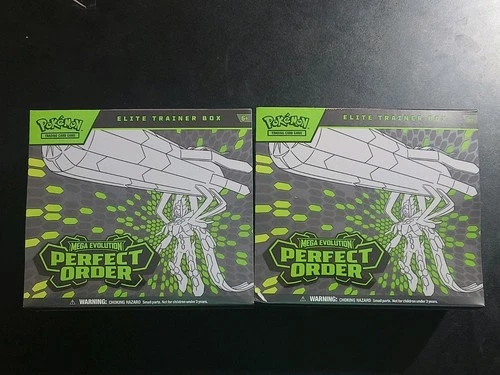 ELITE TRAINER BOX
6+
POKÉMON
TRADING CARD GAME
MEGA EVOLUTION
PERFECT
ORDER
WARNING: CHOKING HAZARD Small parts. Not for children under 3 years.
ELITE TRAINER BOX
POKÉMON
TRADING CARD GAME
MEGA EVOLUTION
PERFECT
ORDER
WARNING: CHOKING HAZARD Small parts. Not for children under 3 years.